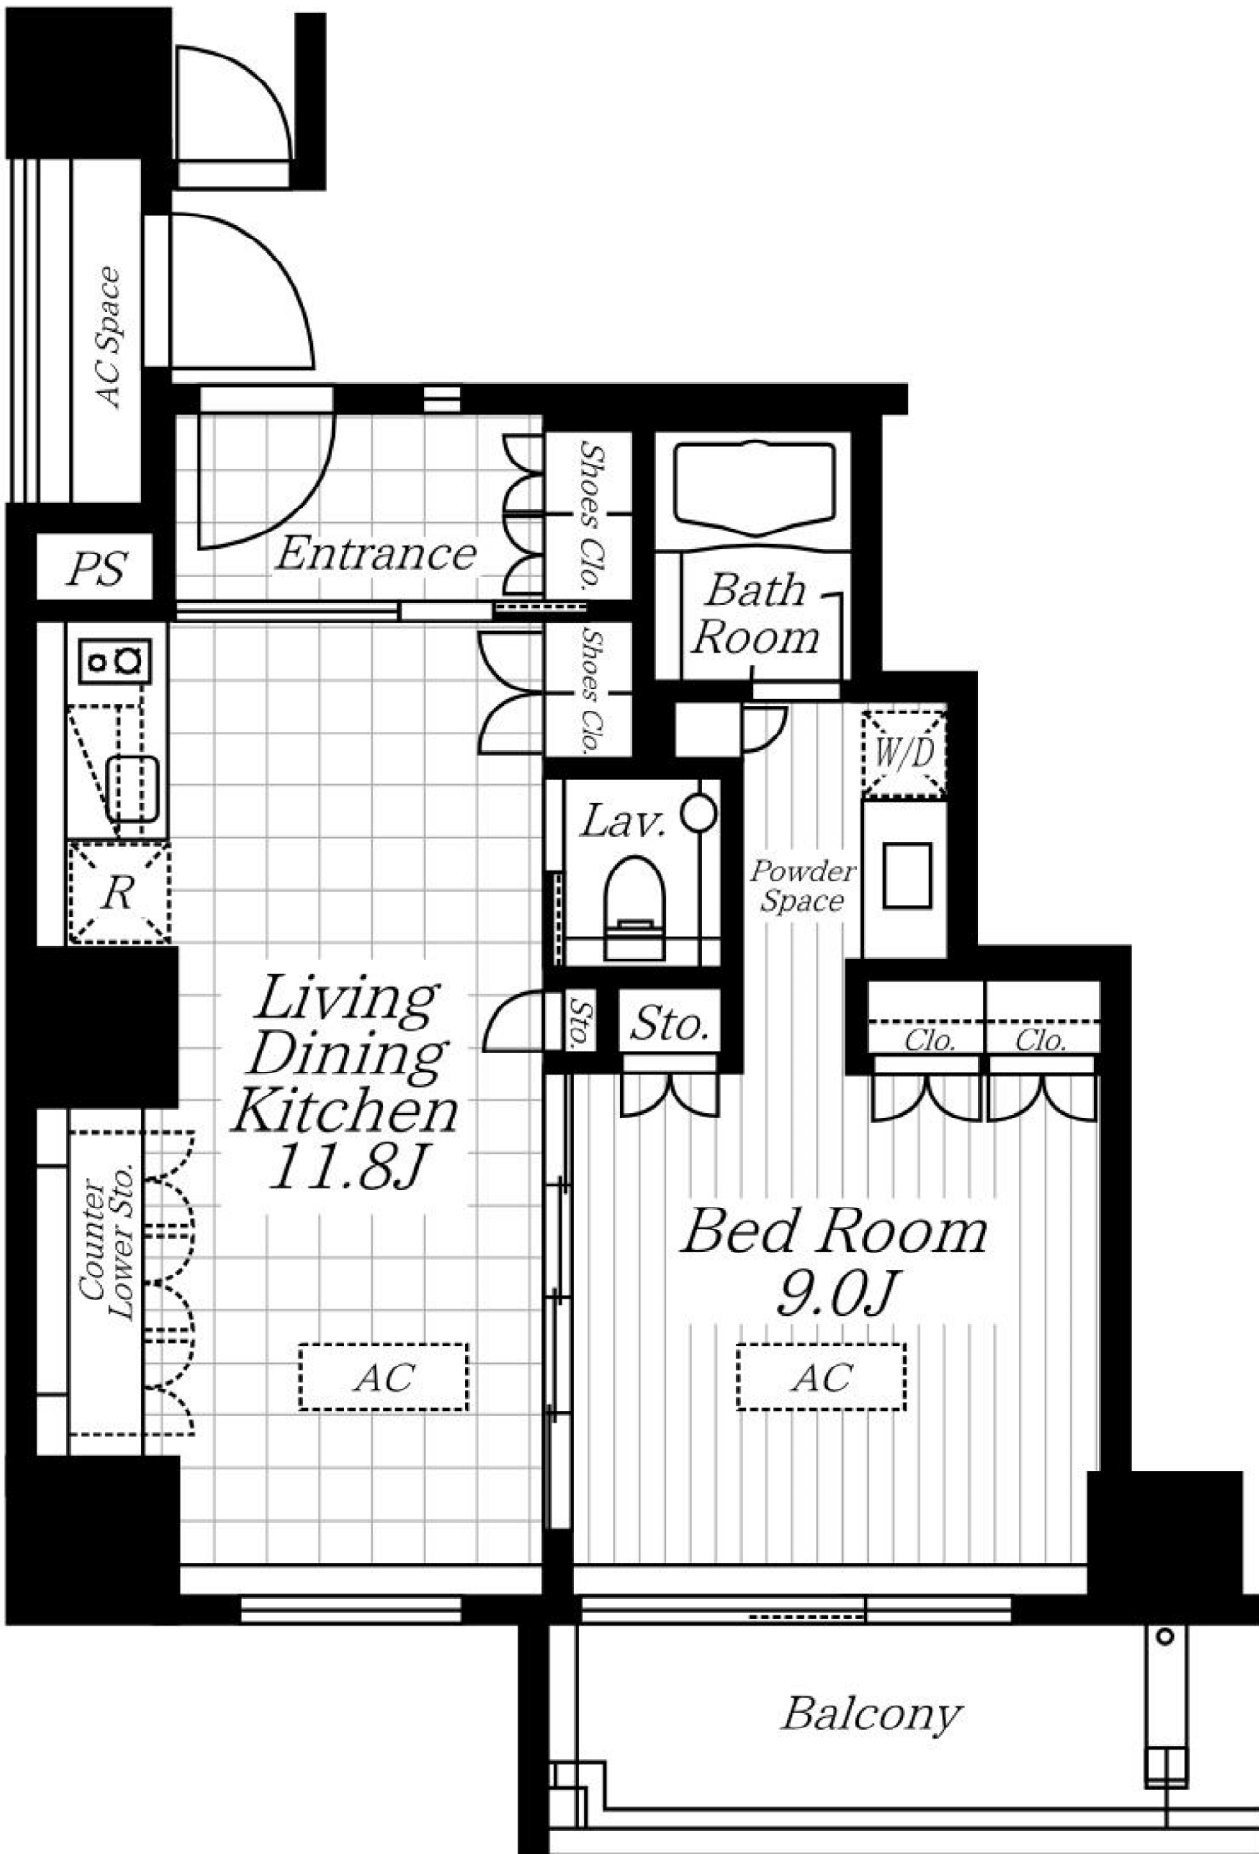 AC Space
PS
Entrance
Shoes Clo.
Shoes Clo.
Bath
Room
W/D
Lav.
Powder
Space
R
Living
Dining
Kitchen
11.8J
Sto.
Sto.
Clo.
Clo.
Counter
Lower Sto.
Bed Room
9.0J
AC
AC
Balcony